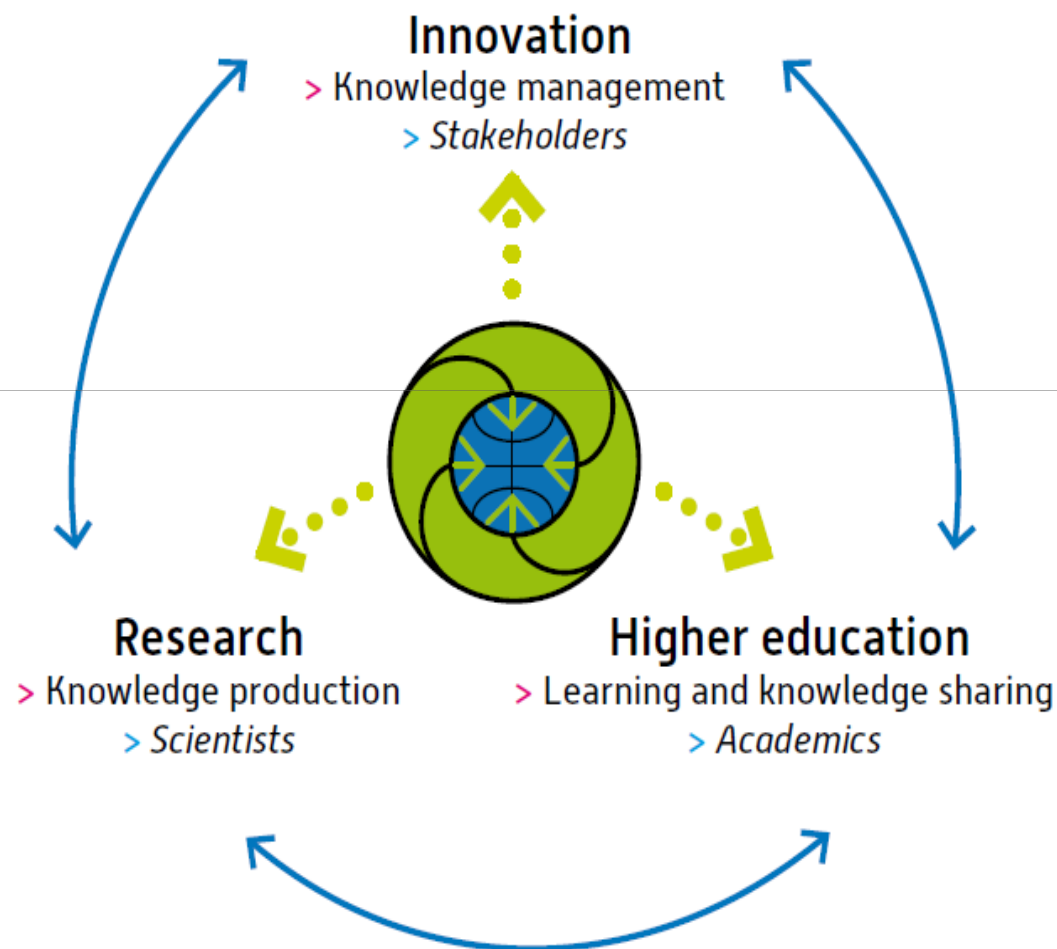 Innovation
> Knowledge management
> Stakeholders
Research
> Knowledge production
> Scientists
Higher education
> Learning and knowledge sharing
> Academics